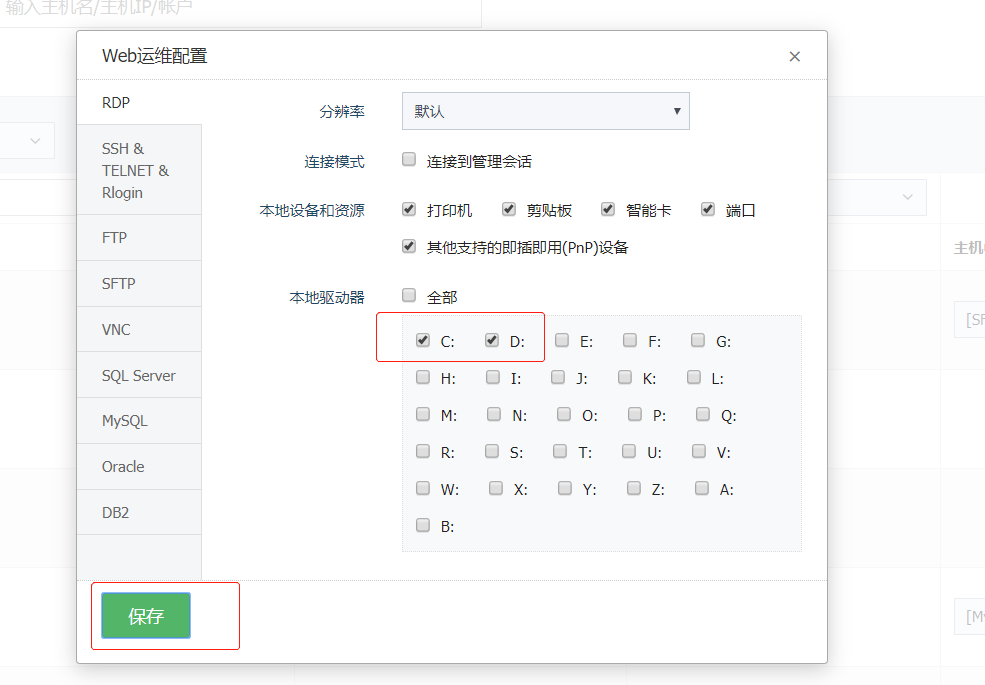 输入主机名/主机IP/帐户
Web运维配置
RDP
SSH &
TELNET &
Rlogin
FTP
SFTP
VNC
SQL Server
MySQL
Oracle
DB2
分辨率
默认
连接模式
连接到管理会话
本地设备和资源
打印机 剪贴板 智能卡 端口
其他支持的即插即用(PnP)设备
本地驱动器
全部
C: D: E: F: G:
H: I: J: K: L:
M: N: O: P: Q:
R: S: T: U: V:
W: X: Y: Z: A:
B:
保存
主机